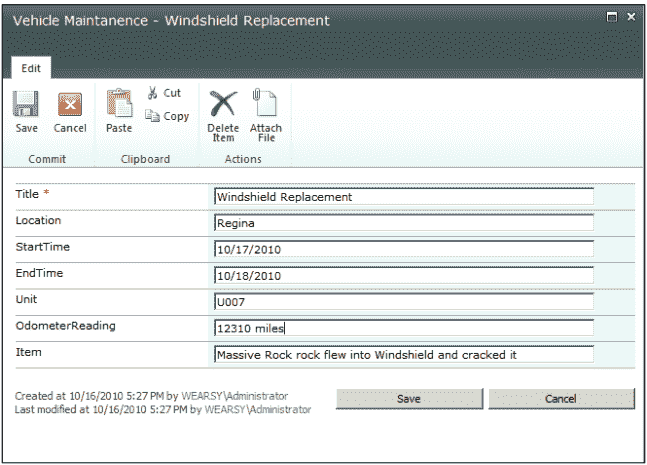 Vehicle Maintanence - Windshield Replacement
Edit
Save
Cancel
Paste
Cut
Copy
Delete Item
Attach File
Commit
Clipboard
Actions
Title * Windshield Replacement
Location Regina
StartTime 10/17/2010
EndTime 10/18/2010
Unit U007
OdometerReading 12310 miles
Item Massive Rock rock flew into Windshield and cracked it
Created at 10/16/2010 5:27 PM by WEARSY\Administrator
Last modified at 10/16/2010 5:27 PM by WEARSY\Administrator
Save Cancel